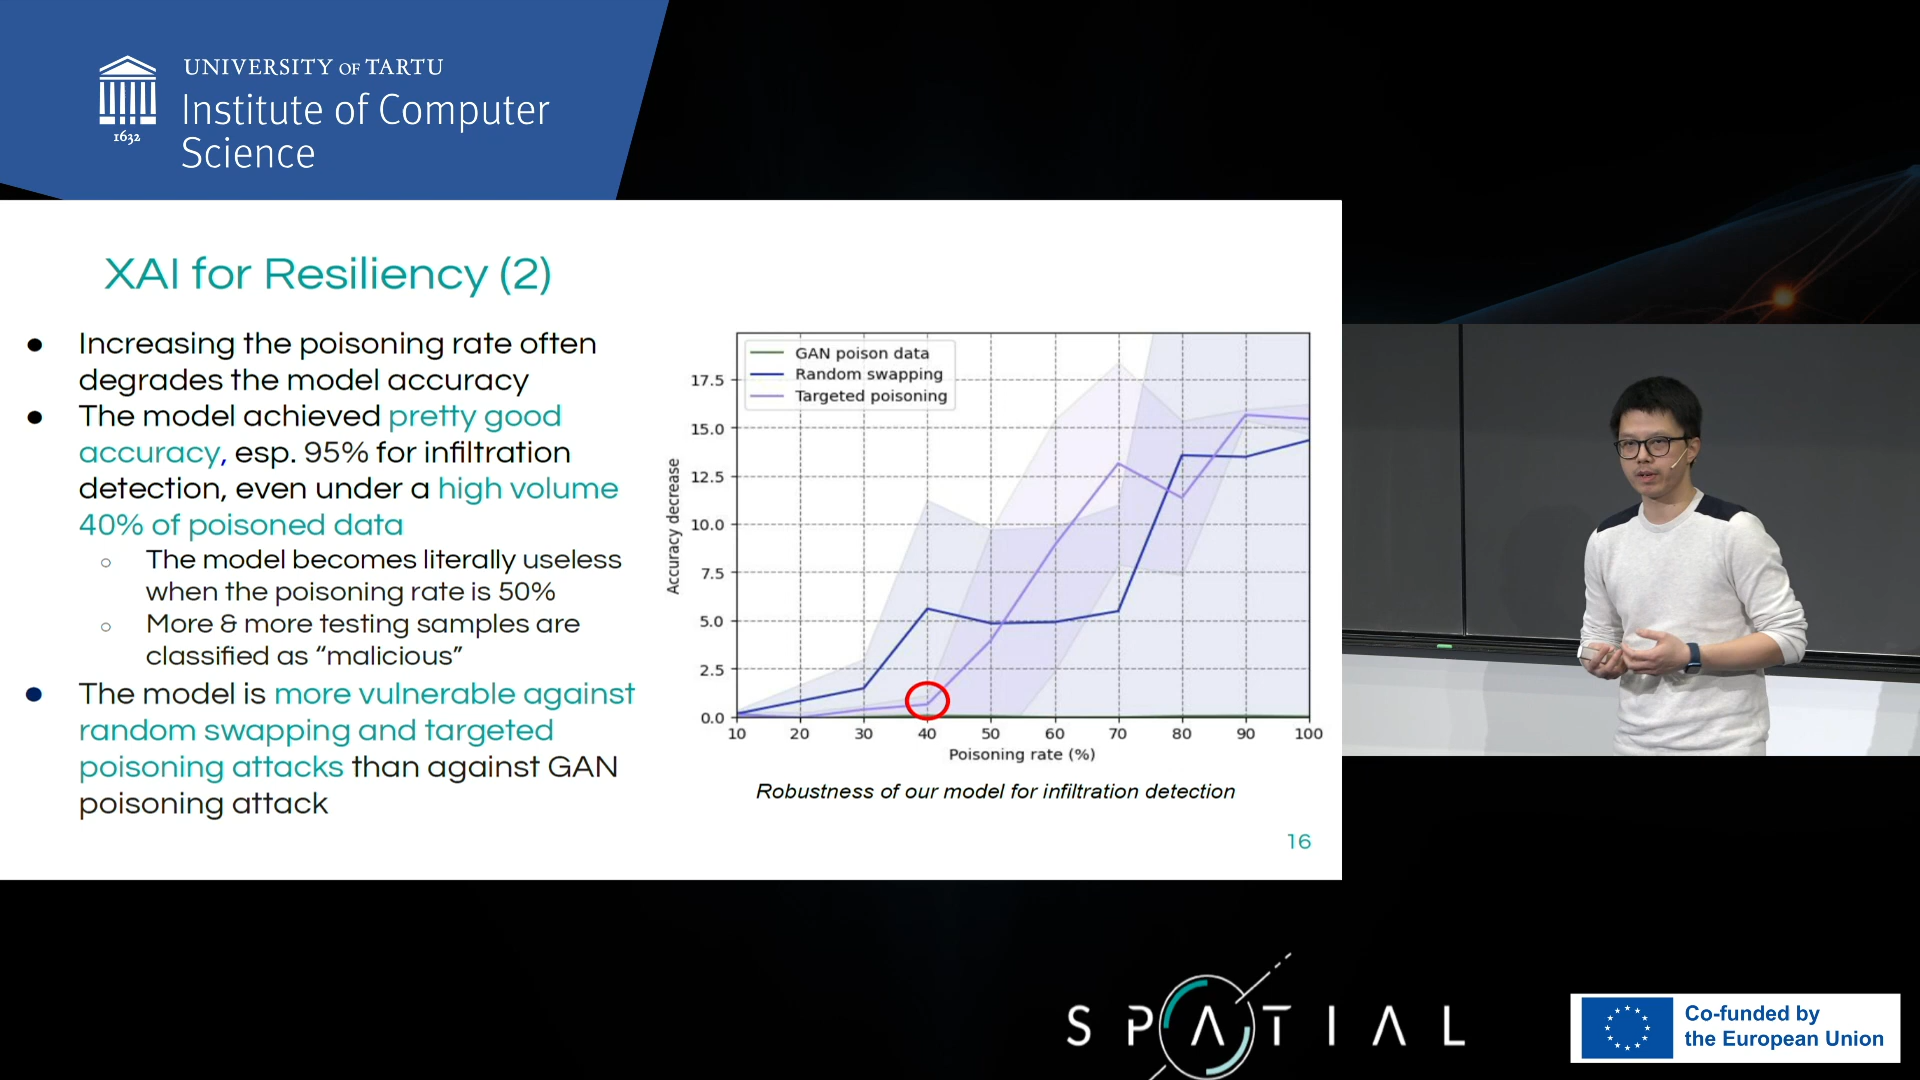 UNIVERSITY OF TARTU
Institute of Computer
Science
1632
XAI for Resiliency (2)
● Increasing the poisoning rate often
degrades the model accuracy
● The model achieved pretty good
accuracy, esp. 95% for infiltration
detection, even under a high volume
40% of poisoned data
○ The model becomes literally useless
when the poisoning rate is 50%
○ More & more testing samples are
classified as “malicious”
● The model is more vulnerable against
random swapping and targeted
poisoning attacks than against GAN
poisoning attack
GAN poison data
Random swapping
Targeted poisoning
Accuracy decrease
17.5
15.0
12.5
10.0
7.5
5.0
2.5
0.0
10 20 30 40 50 60 70 80 90 100
Poisoning rate (%)
Robustness of our model for infiltration detection
16
SPATIAL
Co-funded by
the European Union